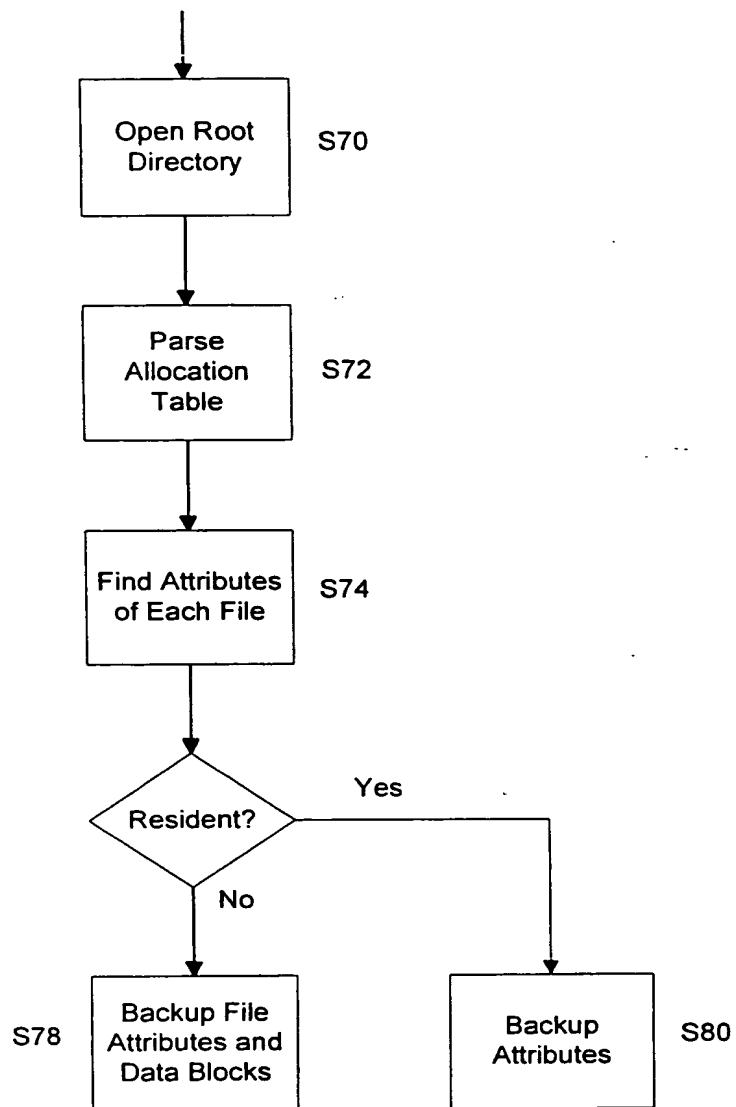 Open Root
Directory
S70
Parse
Allocation
Table
S72
Find Attributes
of Each File
S74
Resident?
Yes
No
S78
Backup File
Attributes and
Data Blocks
Backup
Attributes
S80